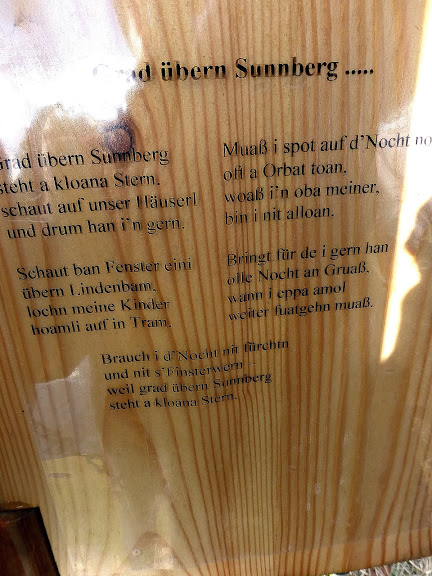 Grad übern Sunnberg .....
Grad übern Sunnberg
steht a kloana Stern,
schaut auf unser Häuserl
und drum han i'n gern.
Schaut ban Fenster eini
übern Lindenbam,
lochn meine Kinder
hoamli auf in Tram.
Muaß i spot auf d'Nocht no
oft a Orbat toan,
woaß i'n oba meiner,
bin i nit alloan.
Bringt für de i gern han
olle Nocht an Gruaß,
wann i eppa amol
weiter fuatgehn muaß.
Brauch i d'Nocht nit fürchtn
und nit s'Finsterwern
weil grad übern Sunnberg
steht a kloana Stern.